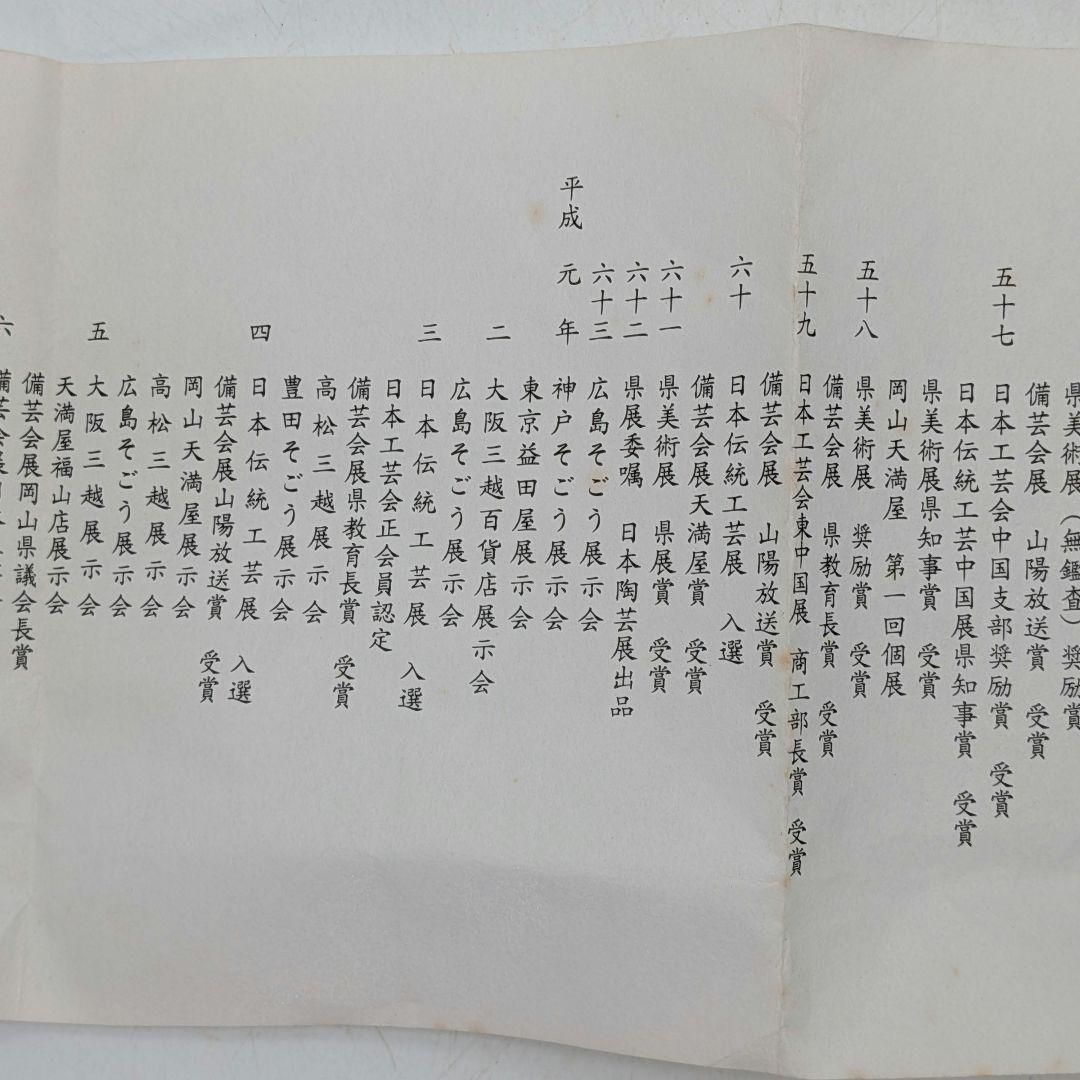 県美術展(無鑑査)奨励賞
備芸会展 山陽放送賞 受賞
五十七 日本工芸会中国支部奨励賞 受賞
日本伝統工芸中国展県知事賞 受賞
県美術展県知事賞 受賞
岡山天満屋 第一回個展
五十八 県美術展 奨励賞 受賞
備芸会展 県教育長賞 受賞
五十九 日本工芸会東中国展 商工部長賞 受賞
備芸会展 山陽放送賞 受賞
六十 日本伝統工芸展 入選
備芸会展天満屋賞 受賞
六十一 県美術展 県展賞 受賞
六十二 県展委嘱 日本陶芸展出品
六十三 広島そごう展示会
平成 元年 神戸そごう展示会
東京益田屋展示会
二 大阪三越百貨店展示会
広島そごう展示会
三 日本伝統工芸展 入選
日本工芸会正会員認定
備芸会展県教育長賞 受賞
高松三越展示会
豊田そごう展示会
四 日本伝統工芸展 入選
備芸会展山陽放送賞 受賞
岡山天満屋展示会
高松三越展示会
広島そごう展示会
五 大阪三越展示会
天満屋福山店展示会
備芸会展岡山県議会長賞
六 備芸会展